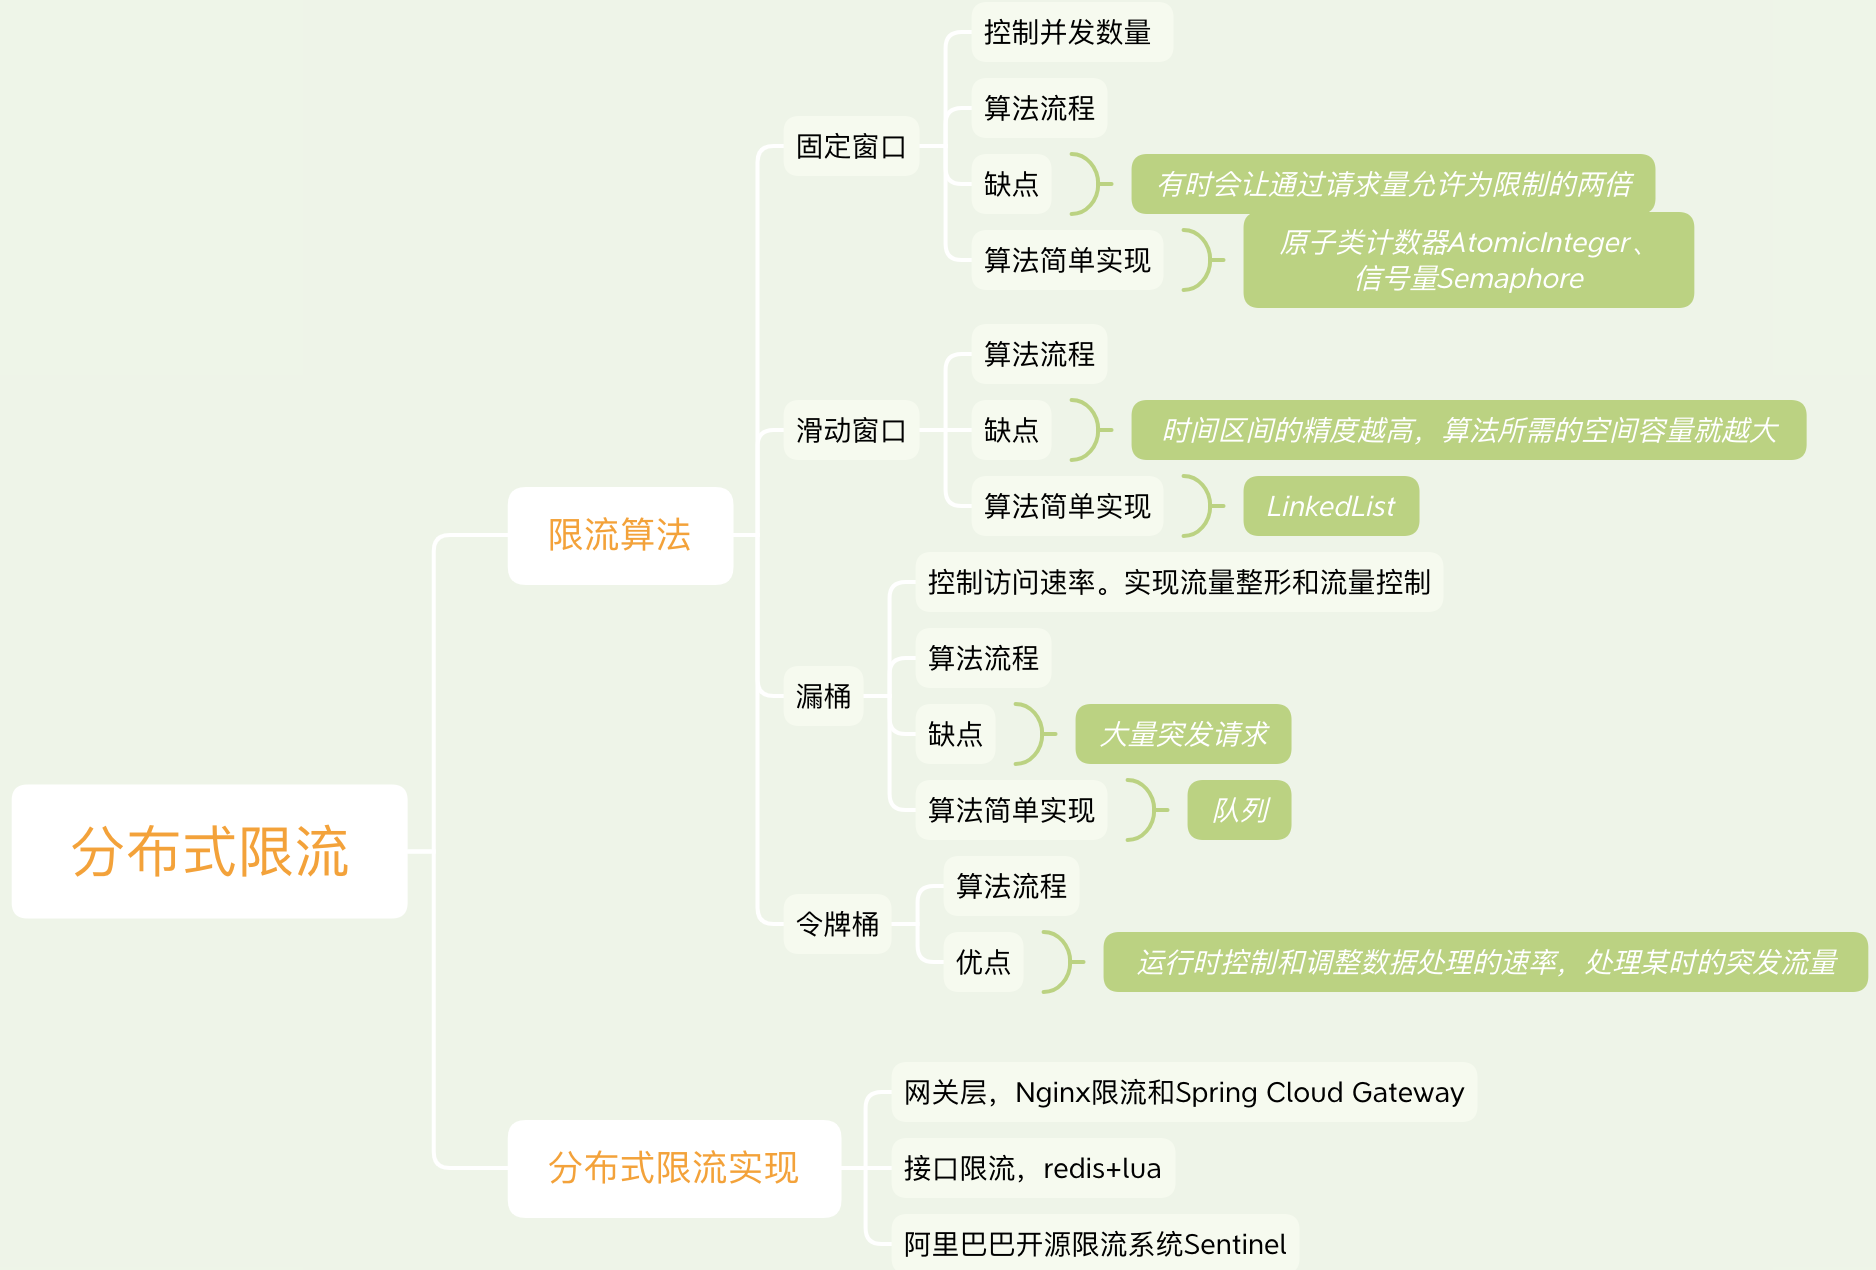 分布式限流
限流算法
固定窗口
控制并发数量
算法流程
缺点
有时会让通过请求量允许为限制的两倍
算法简单实现
原子类计数器AtomicInteger、
信号量Semaphore
滑动窗口
算法流程
缺点
时间区间的精度越高，算法所需的空间容量就越大
算法简单实现
LinkedList
漏桶
控制访问速率。实现流量整形和流量控制
算法流程
缺点
大量突发请求
算法简单实现
队列
令牌桶
算法流程
优点
运行时控制和调整数据处理的速率，处理某时的突发流量
分布式限流实现
网关层，Nginx限流和Spring Cloud Gateway
接口限流，redis+lua
阿里巴巴开源限流系统Sentinel